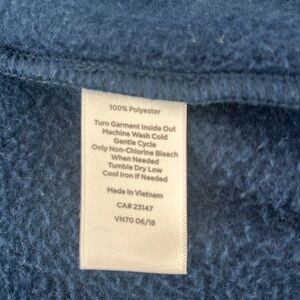 100% Polyester
Turn Garment Inside Out
Machine Wash Cold
Gentle Cycle
Only Non-Chlorine Bleach
When Needed
Tumble Dry Low
Cool Iron If Needed
Made In Vietnam
CA# 23147
VN70 06/18